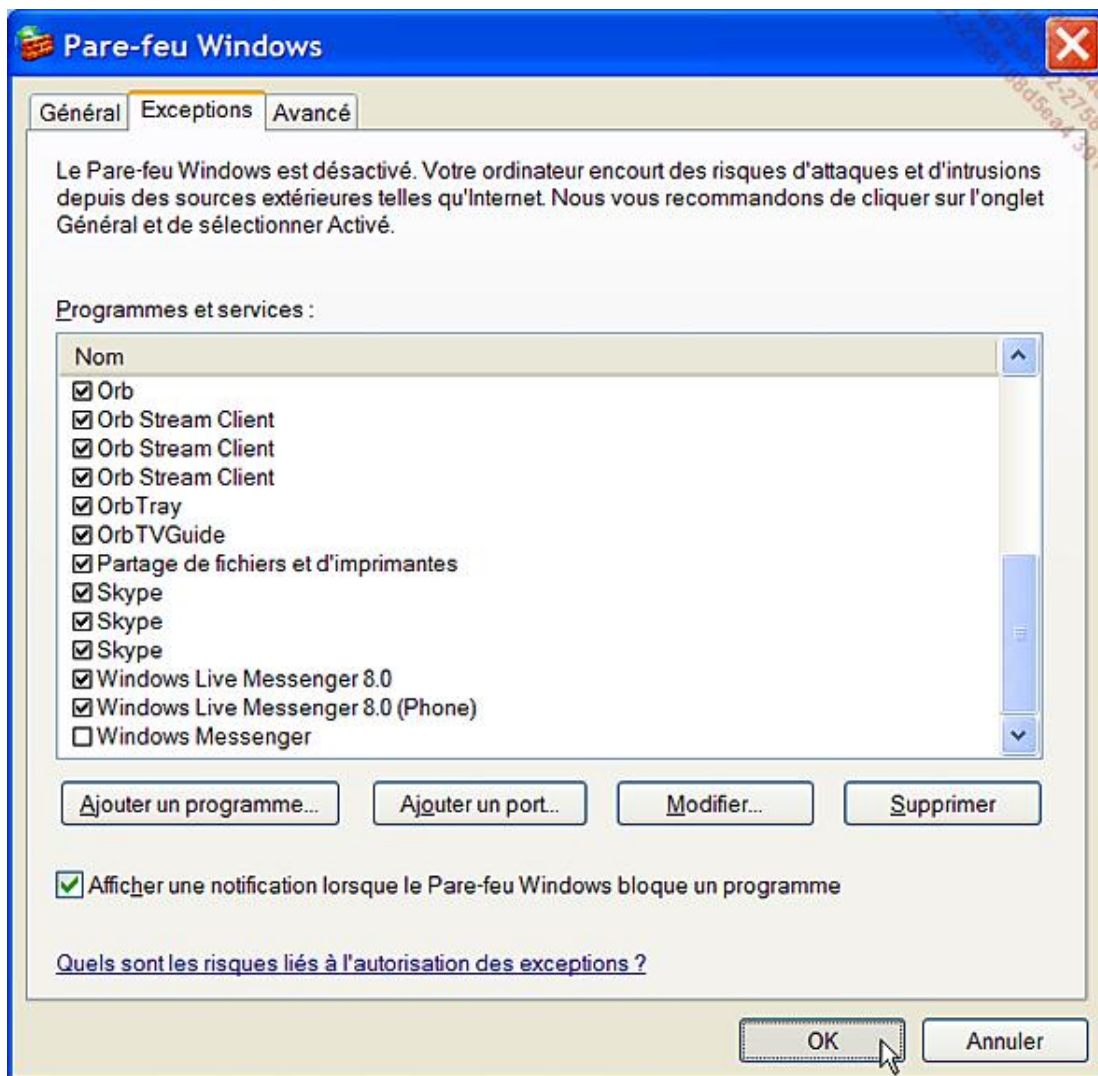 Pare-feu Windows
Général Exceptions Avancé
Le Pare-feu Windows est désactivé. Votre ordinateur encourt des risques d'attaques et d'intrusions
depuis des sources extérieures telles qu'Internet. Nous vous recommandons de cliquer sur l'onglet
Général et de sélectionner Activé.
Programmes et services :
Nom
Orb
Orb Stream Client
Orb Stream Client
Orb Stream Client
OrbTray
OrbTVGuide
Partage de fichiers et d'imprimantes
Skype
Skype
Skype
Windows Live Messenger 8.0
Windows Live Messenger 8.0 (Phone)
Windows Messenger
Ajouter un programme... Ajouter un port... Modifier... Supprimer
Afficher une notification lorsque le Pare-feu Windows bloque un programme
Quels sont les risques liés à l'autorisation des exceptions ?
OK Annuler